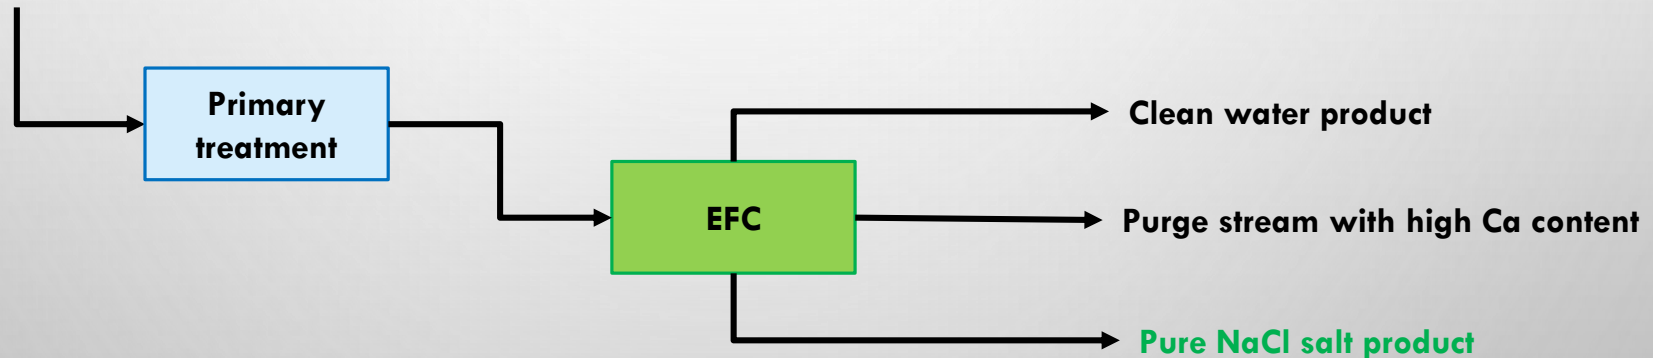 Primary
treatment
EFC
Clean water product
Purge stream with high Ca content
Pure NaCl salt product